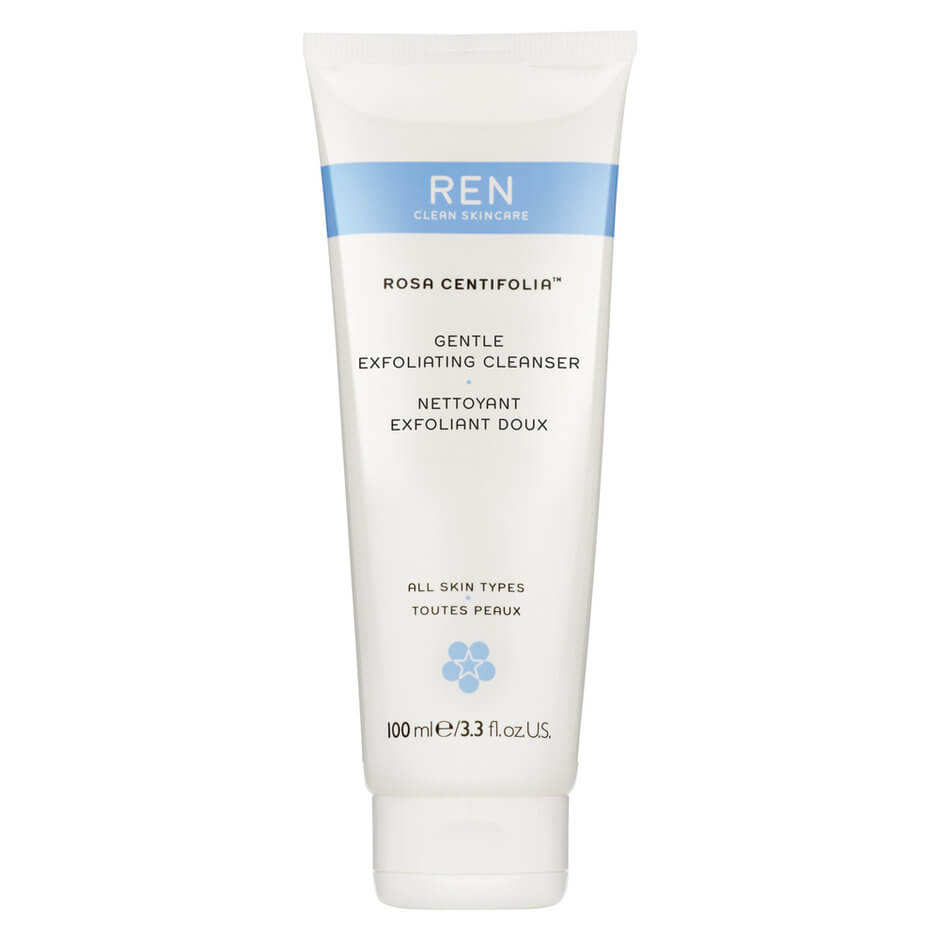 REN
CLEAN SKINCARE
ROSA CENTIFOLIA™
GENTLE
EXFOLIATING CLEANSER
NETTOYANT
EXFOLIANT DOUX
ALL SKIN TYPES
TOUTES PEAUX
100 ml℮/3.3 fl.oz.U.S.